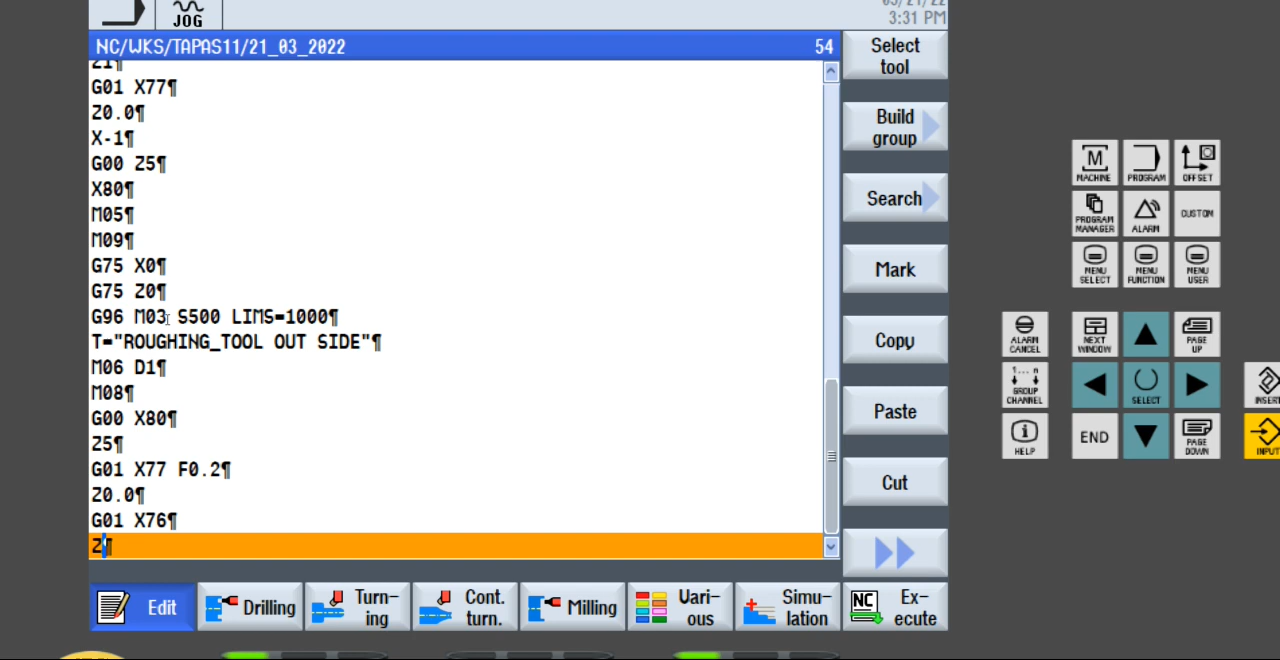 JOG
3:31 PM
NC/WKS/TAPAS11/21_03_2022 54
Z1¶
G01 X77¶
Z0.0¶
X-1¶
G00 Z5¶
X80¶
M05¶
M09¶
G75 X0¶
G75 Z0¶
G96 M03 S500 LIMS=1000¶
T="ROUGHING_TOOL OUT SIDE"¶
M06 D1¶
M08¶
G00 X80¶
Z5¶
G01 X77 F0.2¶
Z0.0¶
G01 X76¶
Z¶
Select
tool
Build
group
Search
Mark
Copy
Paste
Cut
Edit
Drilling
Turn-
ing
Cont.
turn.
Milling
Vari-
ous
Simu-
lation
NC
Ex-
ecute
M
MACHINE
PROGRAM
OFFSET
PROGRAM
MANAGER
ALARM
CUSTOM
MENU
SELECT
MENU
FUNCTION
MENU
USER
ALARM
CANCEL
NEXT
WINDOW
PAGE
UP
1... n
GROUP
CHANNEL
SELECT
INSERT
HELP
END
PAGE
DOWN
INPUT